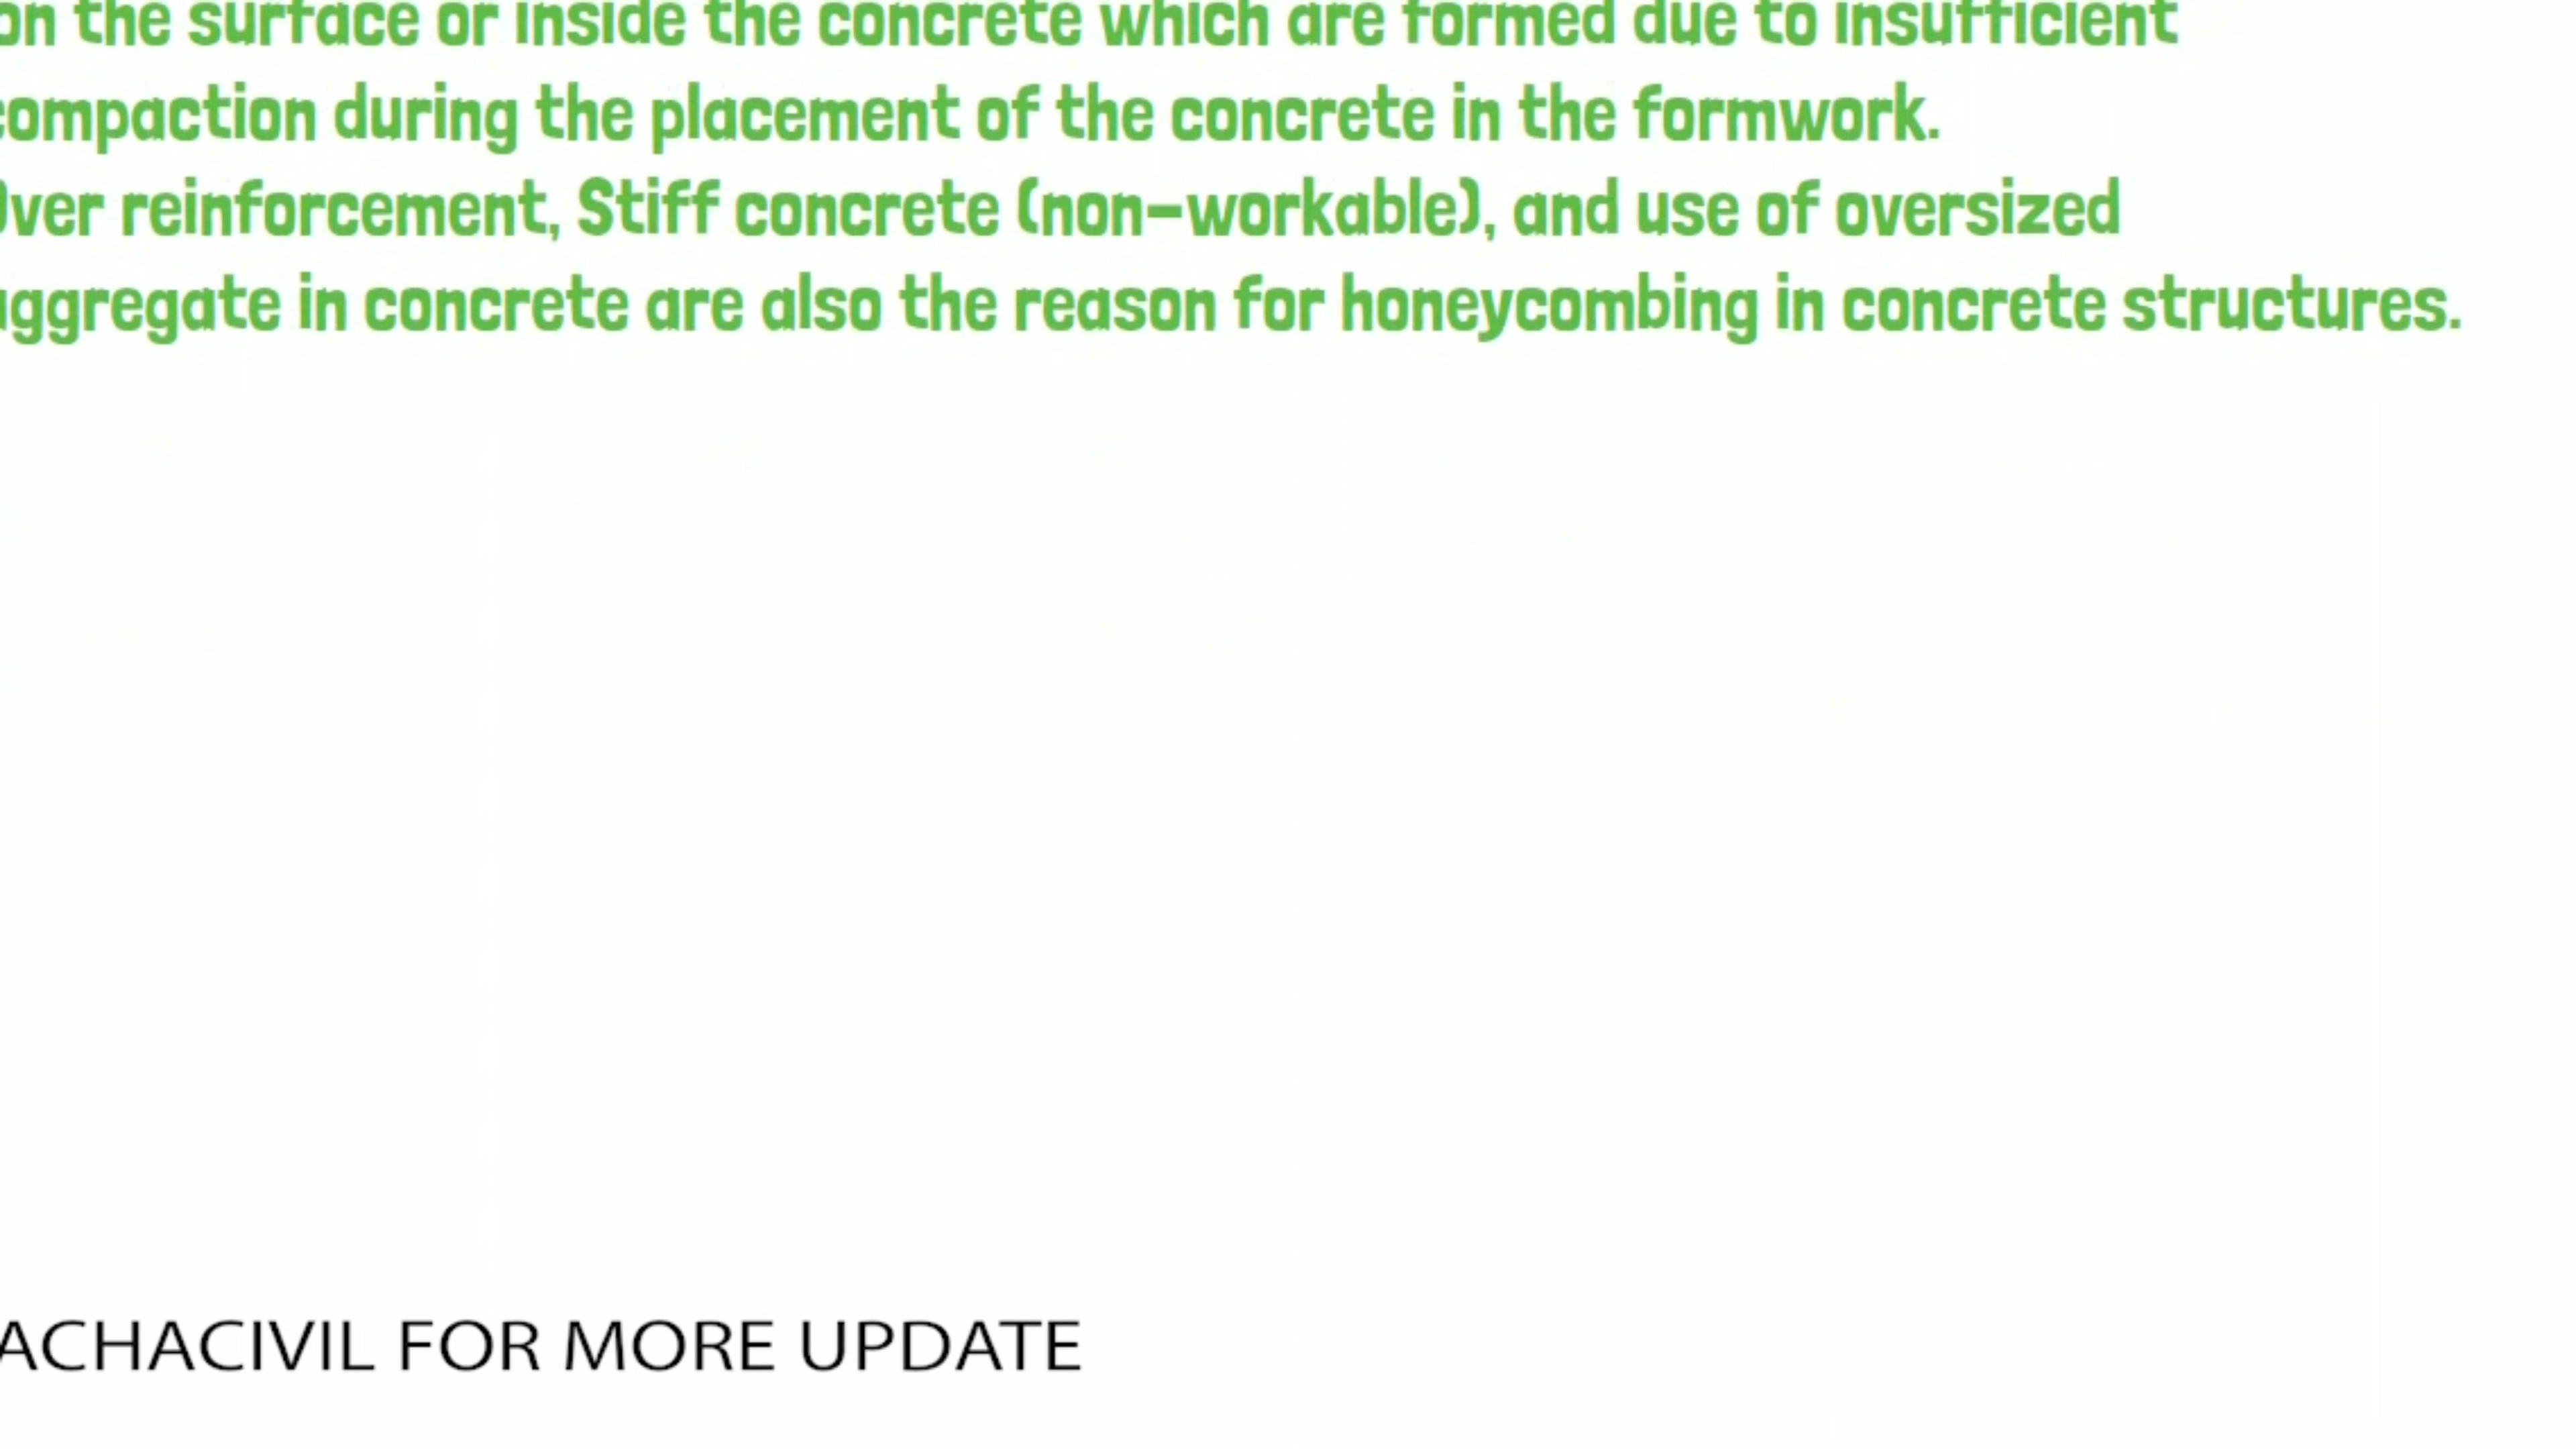 on the surface or inside the concrete which are formed due to insufficient
compaction during the placement of the concrete in the formwork.
Over reinforcement, Stiff concrete (non-workable), and use of oversized
aggregate in concrete are also the reason for honeycombing in concrete structures.
ACHACIVIL FOR MORE UPDATE